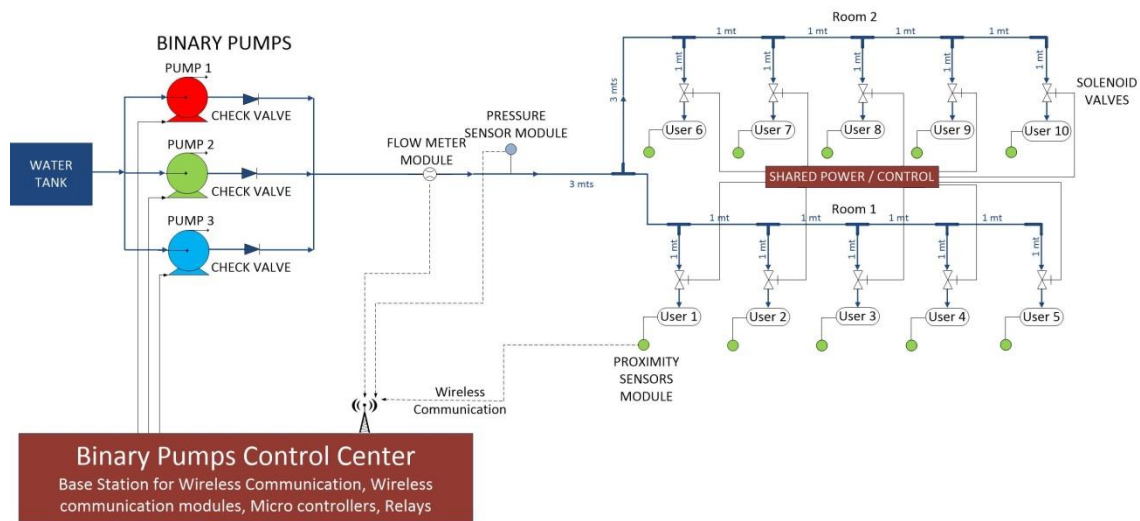 BINARY PUMPS
PUMP 1
CHECK VALVE
PUMP 2
CHECK VALVE
PUMP 3
CHECK VALVE
WATER
TANK
FLOW METER
MODULE
PRESSURE
SENSOR MODULE
3 mts
3 mts
Room 2
1 mt
1 mt
1 mt
1 mt
1 mt
1 mt
1 mt
1 mt
1 mt
SOLENOID
VALVES
User 6
User 7
User 8
User 9
User 10
SHARED POWER / CONTROL
Room 1
1 mt
1 mt
1 mt
1 mt
1 mt
1 mt
1 mt
1 mt
1 mt
User 1
User 2
User 3
User 4
User 5
PROXIMITY
SENSORS
MODULE
Wireless
Communication
Binary Pumps Control Center
Base Station for Wireless Communication, Wireless
communication modules, Micro controllers, Relays